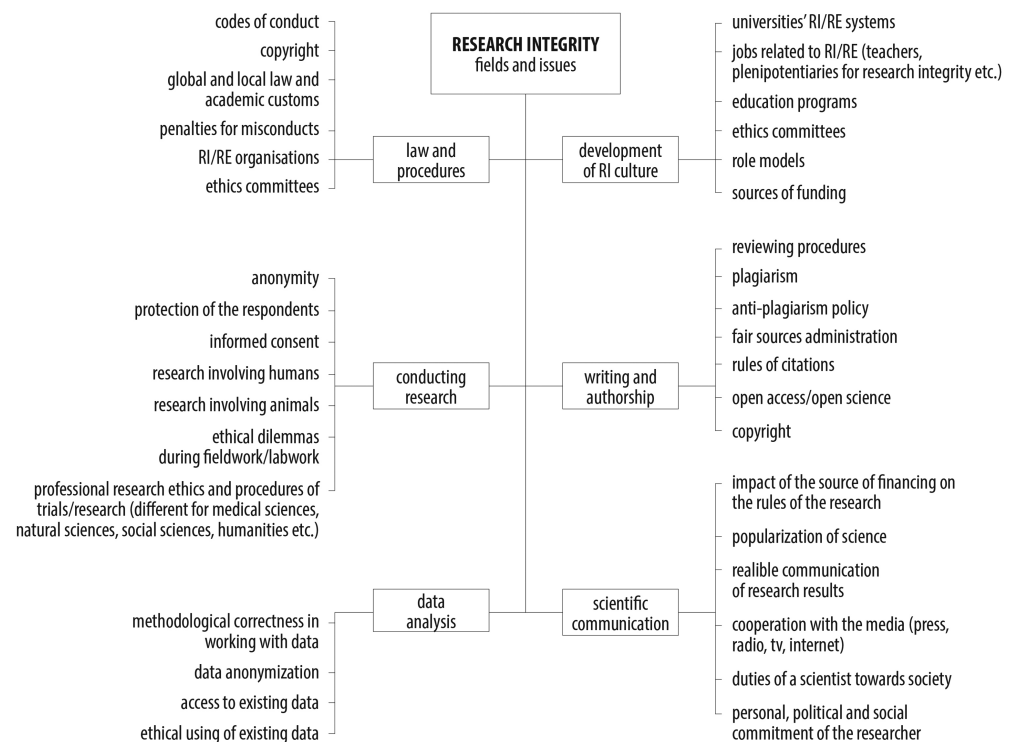 RESEARCH INTEGRITY
fields and issues
codes of conduct
copyright
global and local law and
academic customs
penalties for misconducts
RI/RE organisations
ethics committees
law and
procedures
development
of RI culture
universities' RI/RE systems
jobs related to RI/RE (teachers,
plenipotentiaries for research integrity etc.)
education programs
ethics committees
role models
sources of funding
anonymity
protection of the respondents
informed consent
research involving humans
research involving animals
ethical dilemmas
during fieldwork/labwork
professional research ethics and procedures of
trials/research (different for medical sciences,
natural sciences, social sciences, humanities etc.)
conducting
research
writing and
authorship
reviewing procedures
plagiarism
anti-plagiarism policy
fair sources administration
rules of citations
open access/open science
copyright
methodological correctness in
working with data
data anonymization
access to existing data
ethical using of existing data
data
analysis
scientific
communication
impact of the source of financing on
the rules of the research
popularization of science
realible communication
of research results
cooperation with the media (press,
radio, tv, internet)
duties of a scientist towards society
personal, political and social
commitment of the researcher